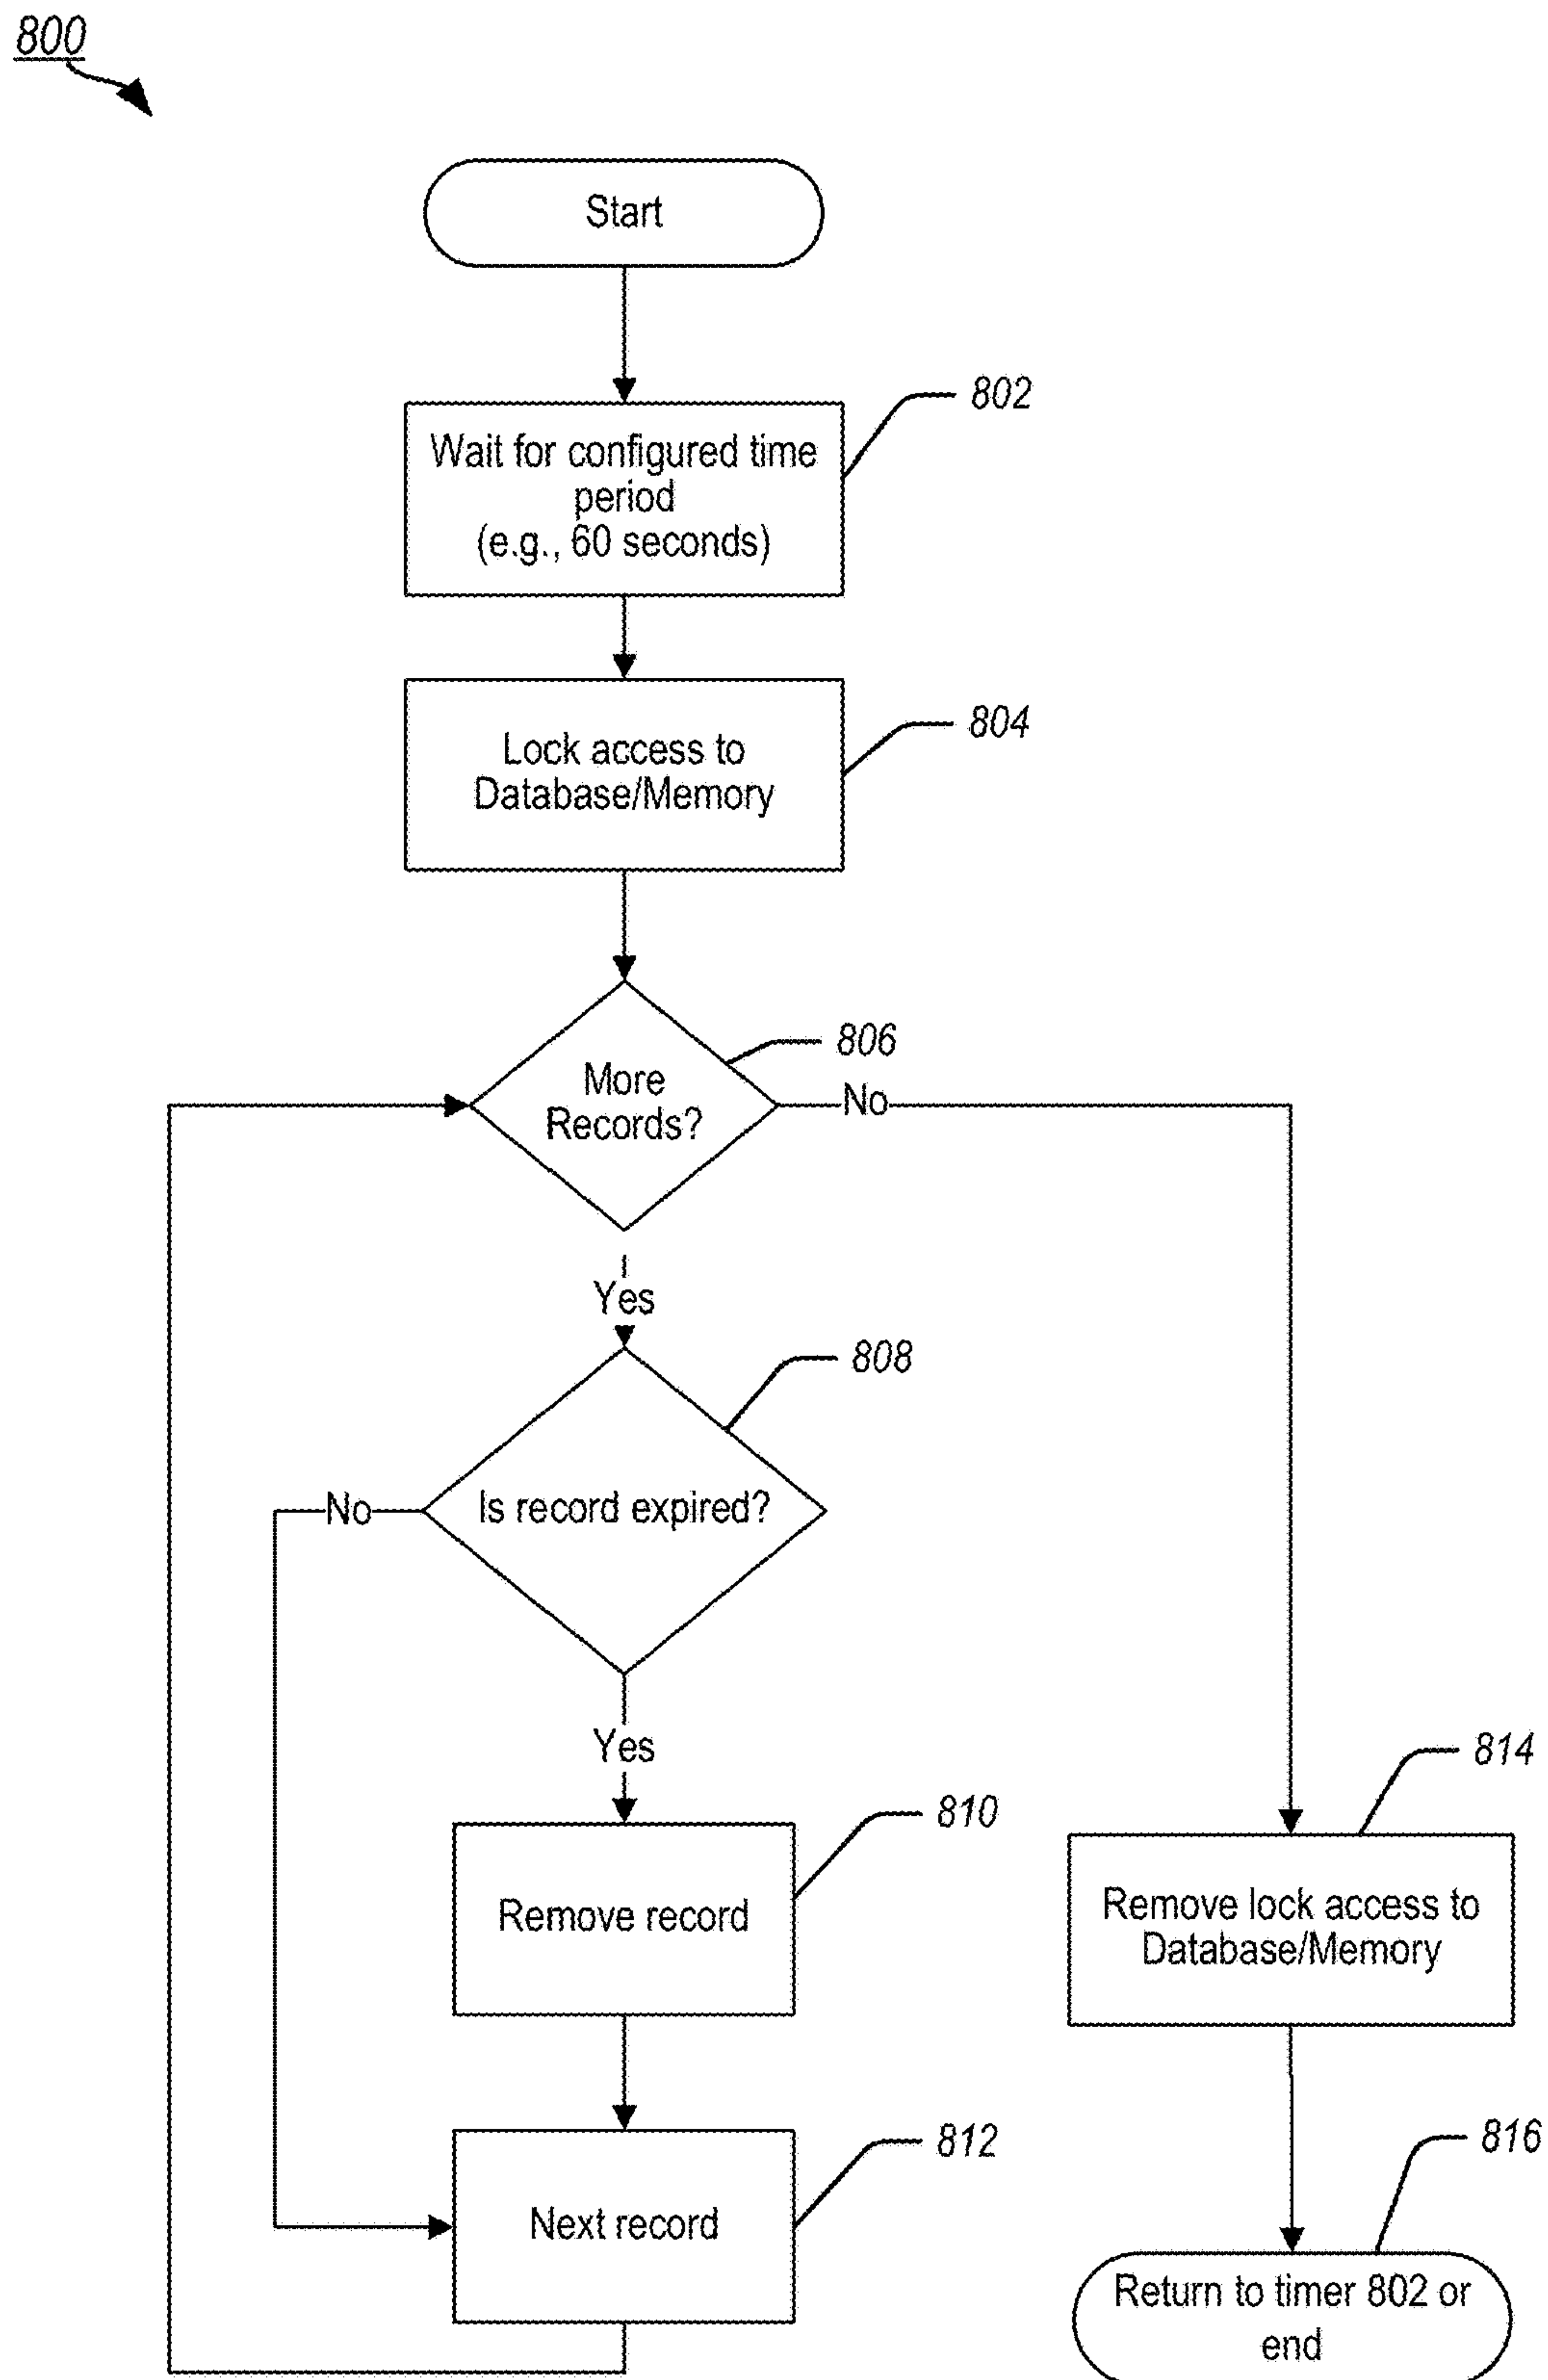 800
Start
802
Wait for configured time
period
(e.g., 60 seconds)
804
Lock access to
Database/Memory
806
More
Records?
No
Yes
808
Is record expired?
No
Yes
814
810
Remove record
Remove lock access to
Database/Memory
812
Next record
816
Return to timer 802 or
end